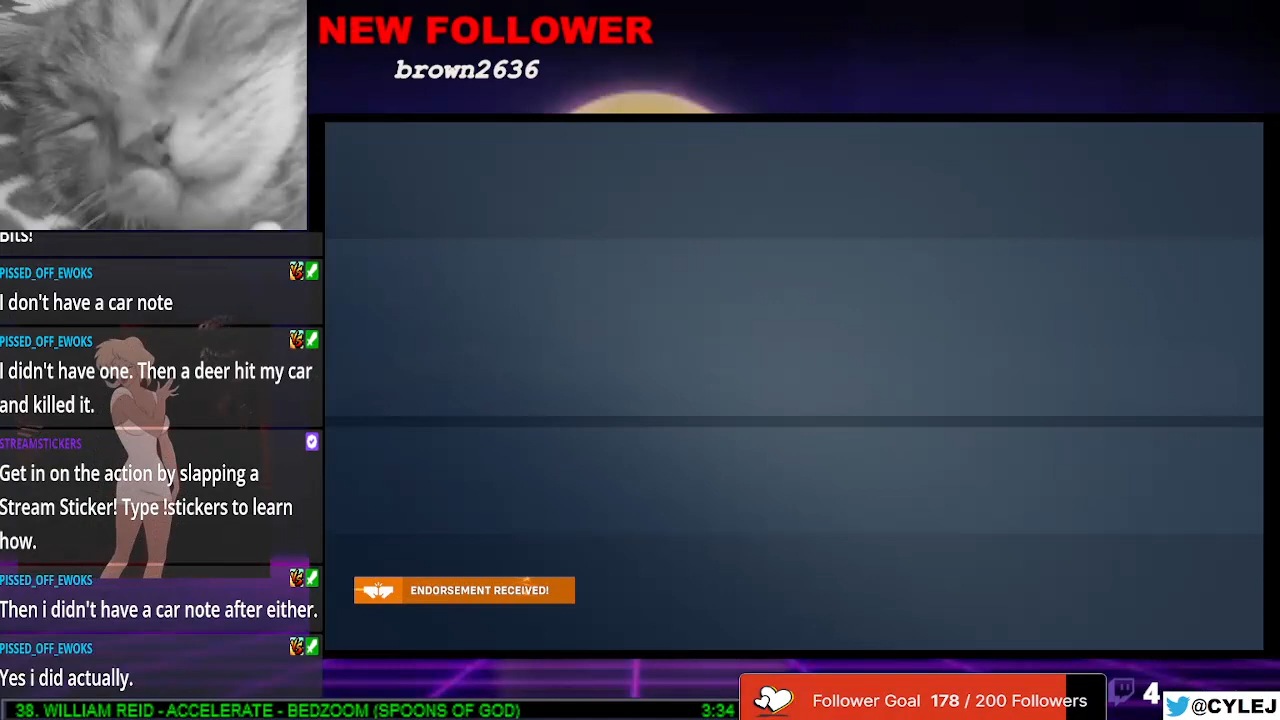 NEW FOLLOWER
brown2636
Bits!
PISSED_OFF_EWOKS
I don't have a car note
PISSED_OFF_EWOKS
I didn't have one. Then a deer hit my car
and killed it.
STREAMSTICKERS
Get in on the action by slapping a
Stream Sticker! Type !stickers to learn
how.
PISSED_OFF_EWOKS
Then i didn't have a car note after either.
PISSED_OFF_EWOKS
Yes i did actually.
ENDORSEMENT RECEIVED!
38. WILLIAM REID - ACCELERATE - BEDZOOM (SPOONS OF GOD) 3:34
Follower Goal 178 / 200 Followers
4
@CYLEJ